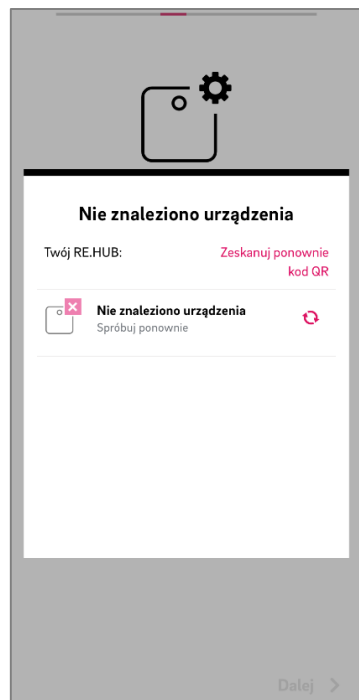 Nie znaleziono urządzenia
Twój RE.HUB:
Zeskanuj ponownie
kod QR
Nie znaleziono urządzenia
Spróbuj ponownie
Dalej